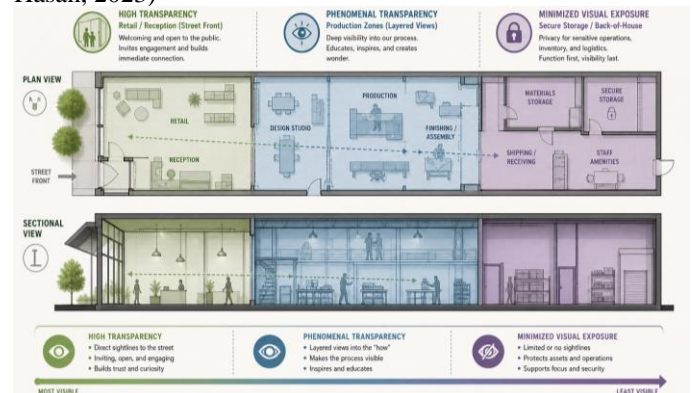 Hasan, 2023)
HIGH TRANSPARENCY
Retail / Reception (Street Front)
Welcoming and open to the public.
Invites engagement and builds
immediate connection.
PHENOMENAL TRANSPARENCY
Production Zones (Layered Views)
Deep visibility into our process.
Educates, inspires, and creates
wonder.
MINIMIZED VISUAL EXPOSURE
Secure Storage / Back-of-House
Privacy for sensitive operations,
inventory, and logistics.
Function first, visibility last.
PLAN VIEW
RETAIL
RECEPTION
DESIGN STUDIO
PRODUCTION
FINISHING /
ASSEMBLY
MATERIALS
STORAGE
SECURE
STORAGE
SHIPPING /
RECEIVING
STAFF
AMENITIES
STREET
FRONT
SECTIONAL
VIEW
HIGH TRANSPARENCY
• Direct sightlines to the street
• Inviting, open, and engaging
• Builds trust and curiosity
PHENOMENAL TRANSPARENCY
• Layered views into the "how"
• Makes the process visible
• Inspires and educates
MINIMIZED VISUAL EXPOSURE
• Limited or no sightlines
• Protects assets and operations
• Supports focus and security
MOST VISIBLE
LEAST VISIBLE